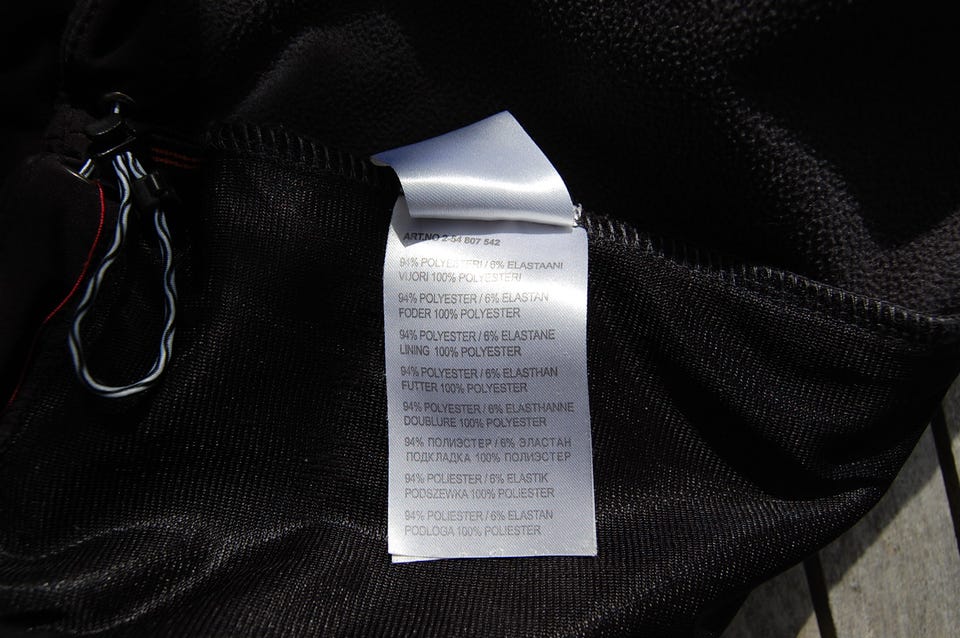 ART.NO 2-54 807 542
94% POLYESTERI / 6% ELASTAANI
VUORI 100% POLYESTERI
94% POLYESTER / 6% ELASTAN
FODER 100% POLYESTER
94% POLYESTER / 6% ELASTANE
LINING 100% POLYESTER
94% POLYESTER / 6% ELASTHAN
FUTTER 100% POLYESTER
94% POLYESTER / 6% ELASTHANNE
DOUBLURE 100% POLYESTER
94% ПОЛИЭСТЕР / 6% ЭЛАСТАН
ПОДКЛАДКА 100% ПОЛИЭСТЕР
94% POLIESTER / 6% ELASTIK
PODSZEWKA 100% POLIESTER
94% POLIESTER / 6% ELASTAN
PODLOGA 100% POLIESTER